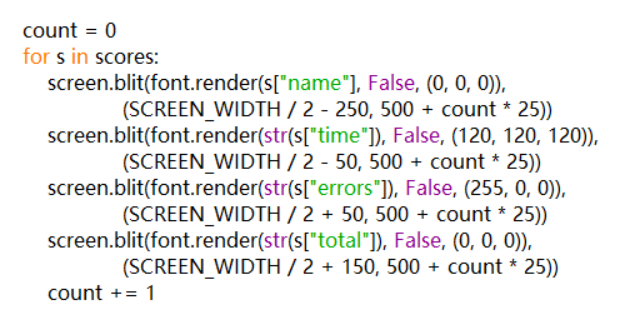 count = 0
for s in scores:
screen.blit(font.render(s["name"], False, (0, 0, 0)),
(SCREEN_WIDTH / 2 - 250, 500 + count * 25))
screen.blit(font.render(str(s["time"]), False, (120, 120, 120)),
(SCREEN_WIDTH / 2 - 50, 500 + count * 25))
screen.blit(font.render(str(s["errors"]), False, (255, 0, 0)),
(SCREEN_WIDTH / 2 + 50, 500 + count * 25))
screen.blit(font.render(str(s["total"]), False, (0, 0, 0)),
(SCREEN_WIDTH / 2 + 150, 500 + count * 25))
count += 1